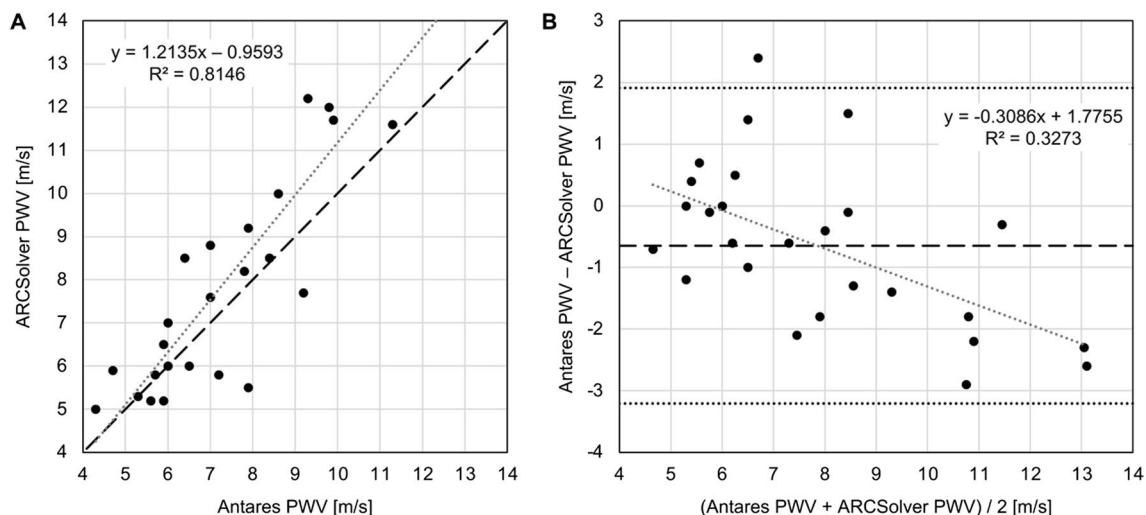 A
y = 1.2135x – 0.9593
R² = 0.8146
14
13
12
11
10
9
8
7
6
5
4
ARCSolver PWV [m/s]
4 5 6 7 8 9 10 11 12 13 14
Antares PWV [m/s]
B
3
2
1
0
-1
-2
-3
-4
y = -0.3086x + 1.7755
R² = 0.3273
Antares PWV – ARCSolver PWV [m/s]
4 5 6 7 8 9 10 11 12 13 14
(Antares PWV + ARCSolver PWV) / 2 [m/s]